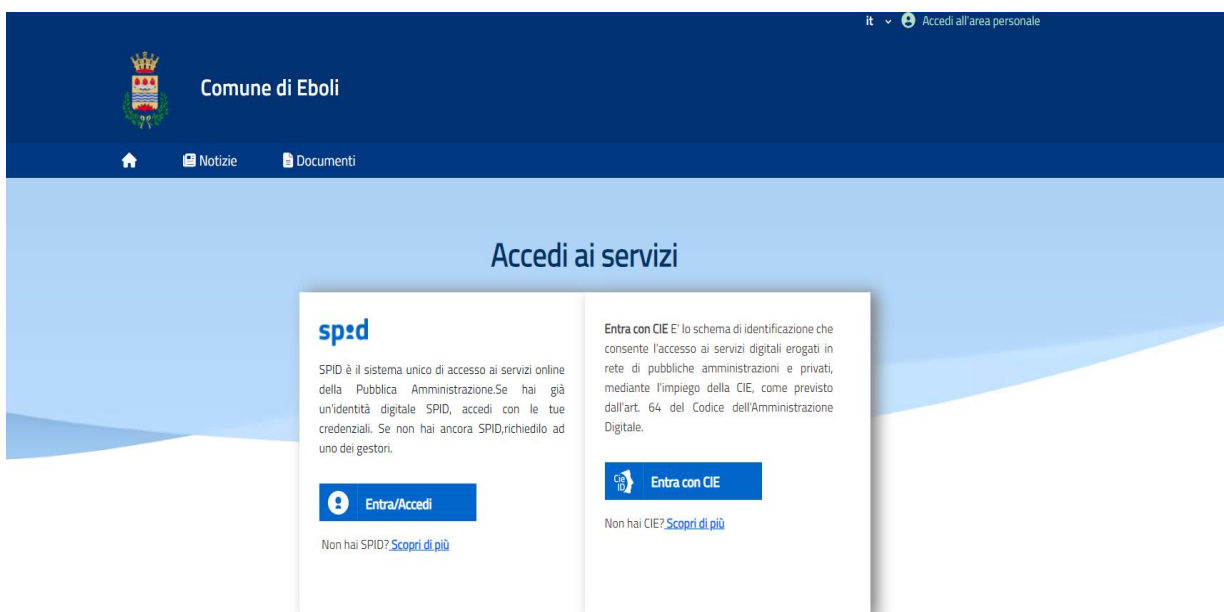 it Accedi all'area personale
Comune di Eboli
Notizie Documenti
Accedi ai servizi
spid
SPID è il sistema unico di accesso ai servizi online
della Pubblica Amministrazione.Se hai già
un'identità digitale SPID, accedi con le tue
credenziali. Se non hai ancora SPID,richiedilo ad
uno dei gestori.
Entra/Accedi
Non hai SPID? Scopri di più
Entra con CIE E' lo schema di identificazione che
consente l'accesso ai servizi digitali erogati in
rete di pubbliche amministrazioni e privati,
mediante l'impiego della CIE, come previsto
dall'art. 64 del Codice dell'Amministrazione
Digitale.
Cie
ID
Entra con CIE
Non hai CIE? Scopri di più